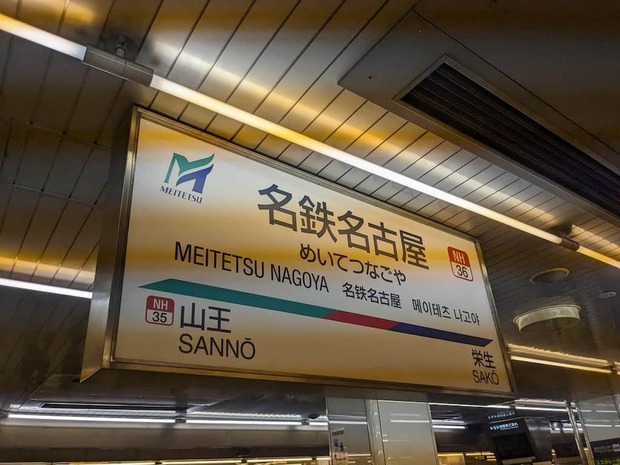 MEITETSU
名鉄名古屋
めいてつなごや
NH 36
MEITETSU NAGOYA 名鉄名古屋 메이테츠 나고야
NH 35
山王
SANNŌ
栄生
SAKŌ